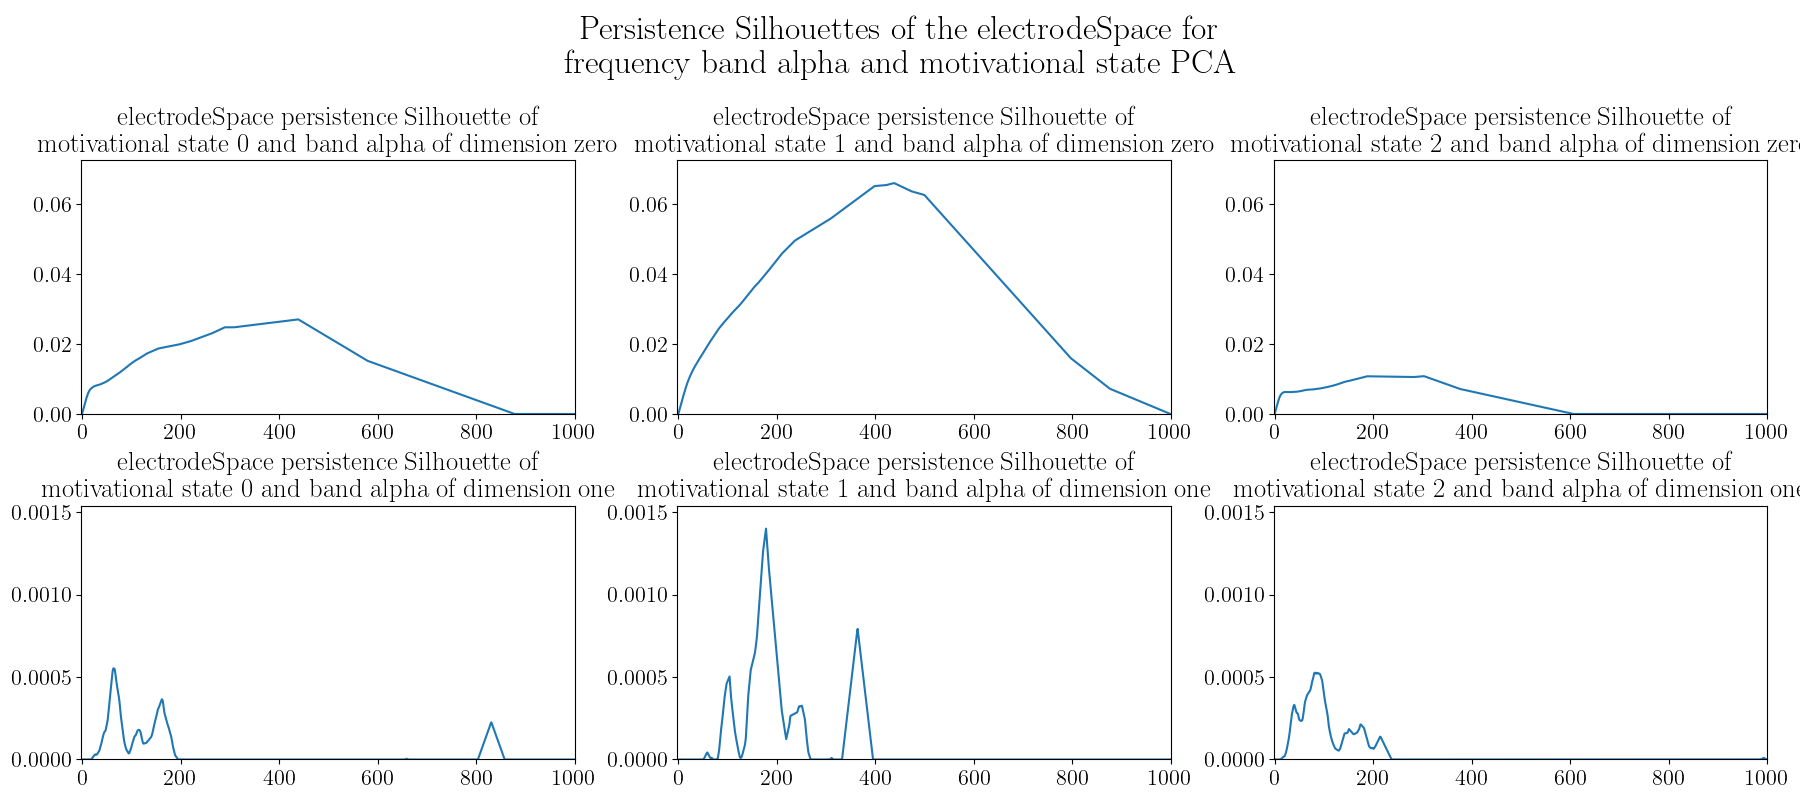 Persistence Silhouettes of the electrodeSpace for
frequency band alpha and motivational state PCA
electrodeSpace persistence Silhouette of
motivational state 0 and band alpha of dimension zero
0.06
0.04
0.02
0.00
0 200 400 600 800 1000
electrodeSpace persistence Silhouette of
motivational state 1 and band alpha of dimension zero
0.06
0.04
0.02
0.00
0 200 400 600 800 1000
electrodeSpace persistence Silhouette of
motivational state 2 and band alpha of dimension zero
0.06
0.04
0.02
0.00
0 200 400 600 800 1000
electrodeSpace persistence Silhouette of
motivational state 0 and band alpha of dimension one
0.0015
0.0010
0.0005
0.0000
0 200 400 600 800 1000
electrodeSpace persistence Silhouette of
motivational state 1 and band alpha of dimension one
0.0015
0.0010
0.0005
0.0000
0 200 400 600 800 1000
electrodeSpace persistence Silhouette of
motivational state 2 and band alpha of dimension one
0.0015
0.0010
0.0005
0.0000
0 200 400 600 800 1000